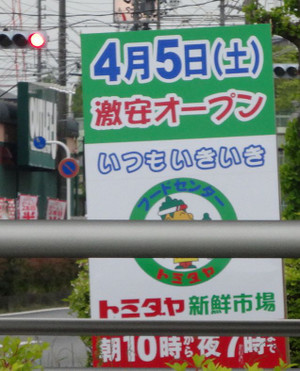 4月5日(土)
激安オープン
いつもいきいき
フードセンター
トミダヤ
トミダヤ 新鮮市場
朝10時から夜7時まで